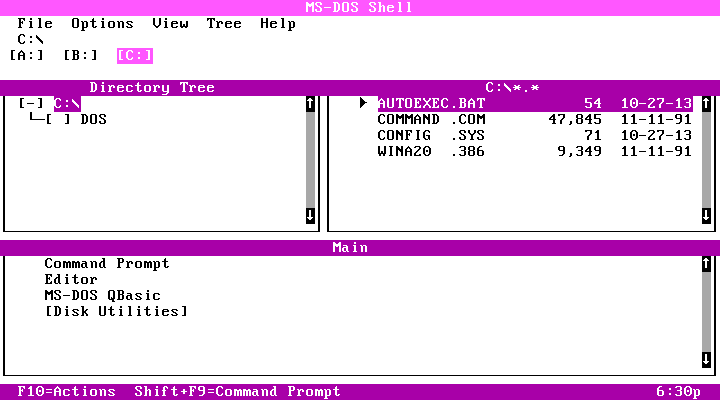 MS-DOS Shell
File Options View Tree Help
C:\
[A:] [B:] [C:]
Directory Tree
[-] C:\
[ ] DOS
C:\*.*
AUTOEXEC.BAT 54 10-27-13
COMMAND .COM 47,845 11-11-91
CONFIG .SYS 71 10-27-13
WINA20 .386 9,349 11-11-91
Main
Command Prompt
Editor
MS-DOS QBasic
[Disk Utilities]
F10=Actions Shift+F9=Command Prompt 6:30p